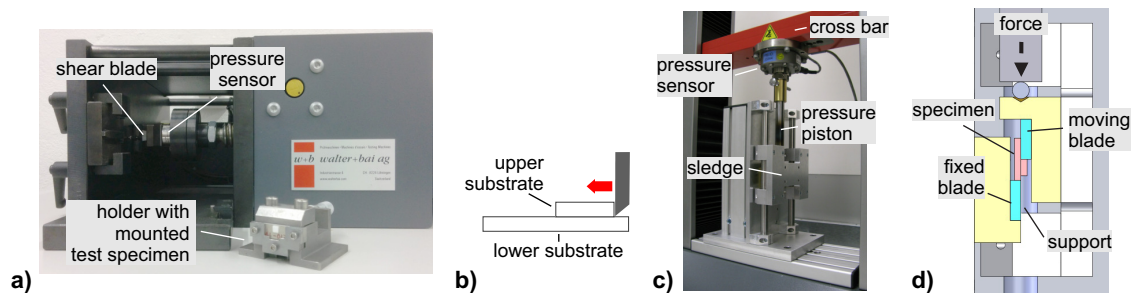 shear blade
pressure
sensor
w+b walter+bai ag
holder with
mounted
test specimen
a)
upper
substrate
lower substrate
b)
cross bar
pressure
sensor
pressure
piston
sledge
c)
force
specimen
moving
blade
fixed
blade
support
d)